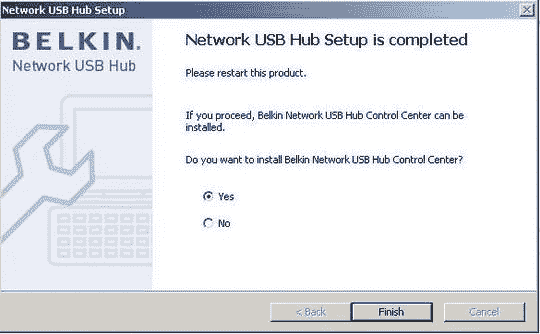 Network USB Hub Setup
BELKIN.
Network USB Hub
Network USB Hub Setup is completed
Please restart this product.
If you proceed, Belkin Network USB Hub Control Center can be
installed.
Do you want to install Belkin Network USB Hub Control Center?
Yes
No
< Back
Finish
Cancel